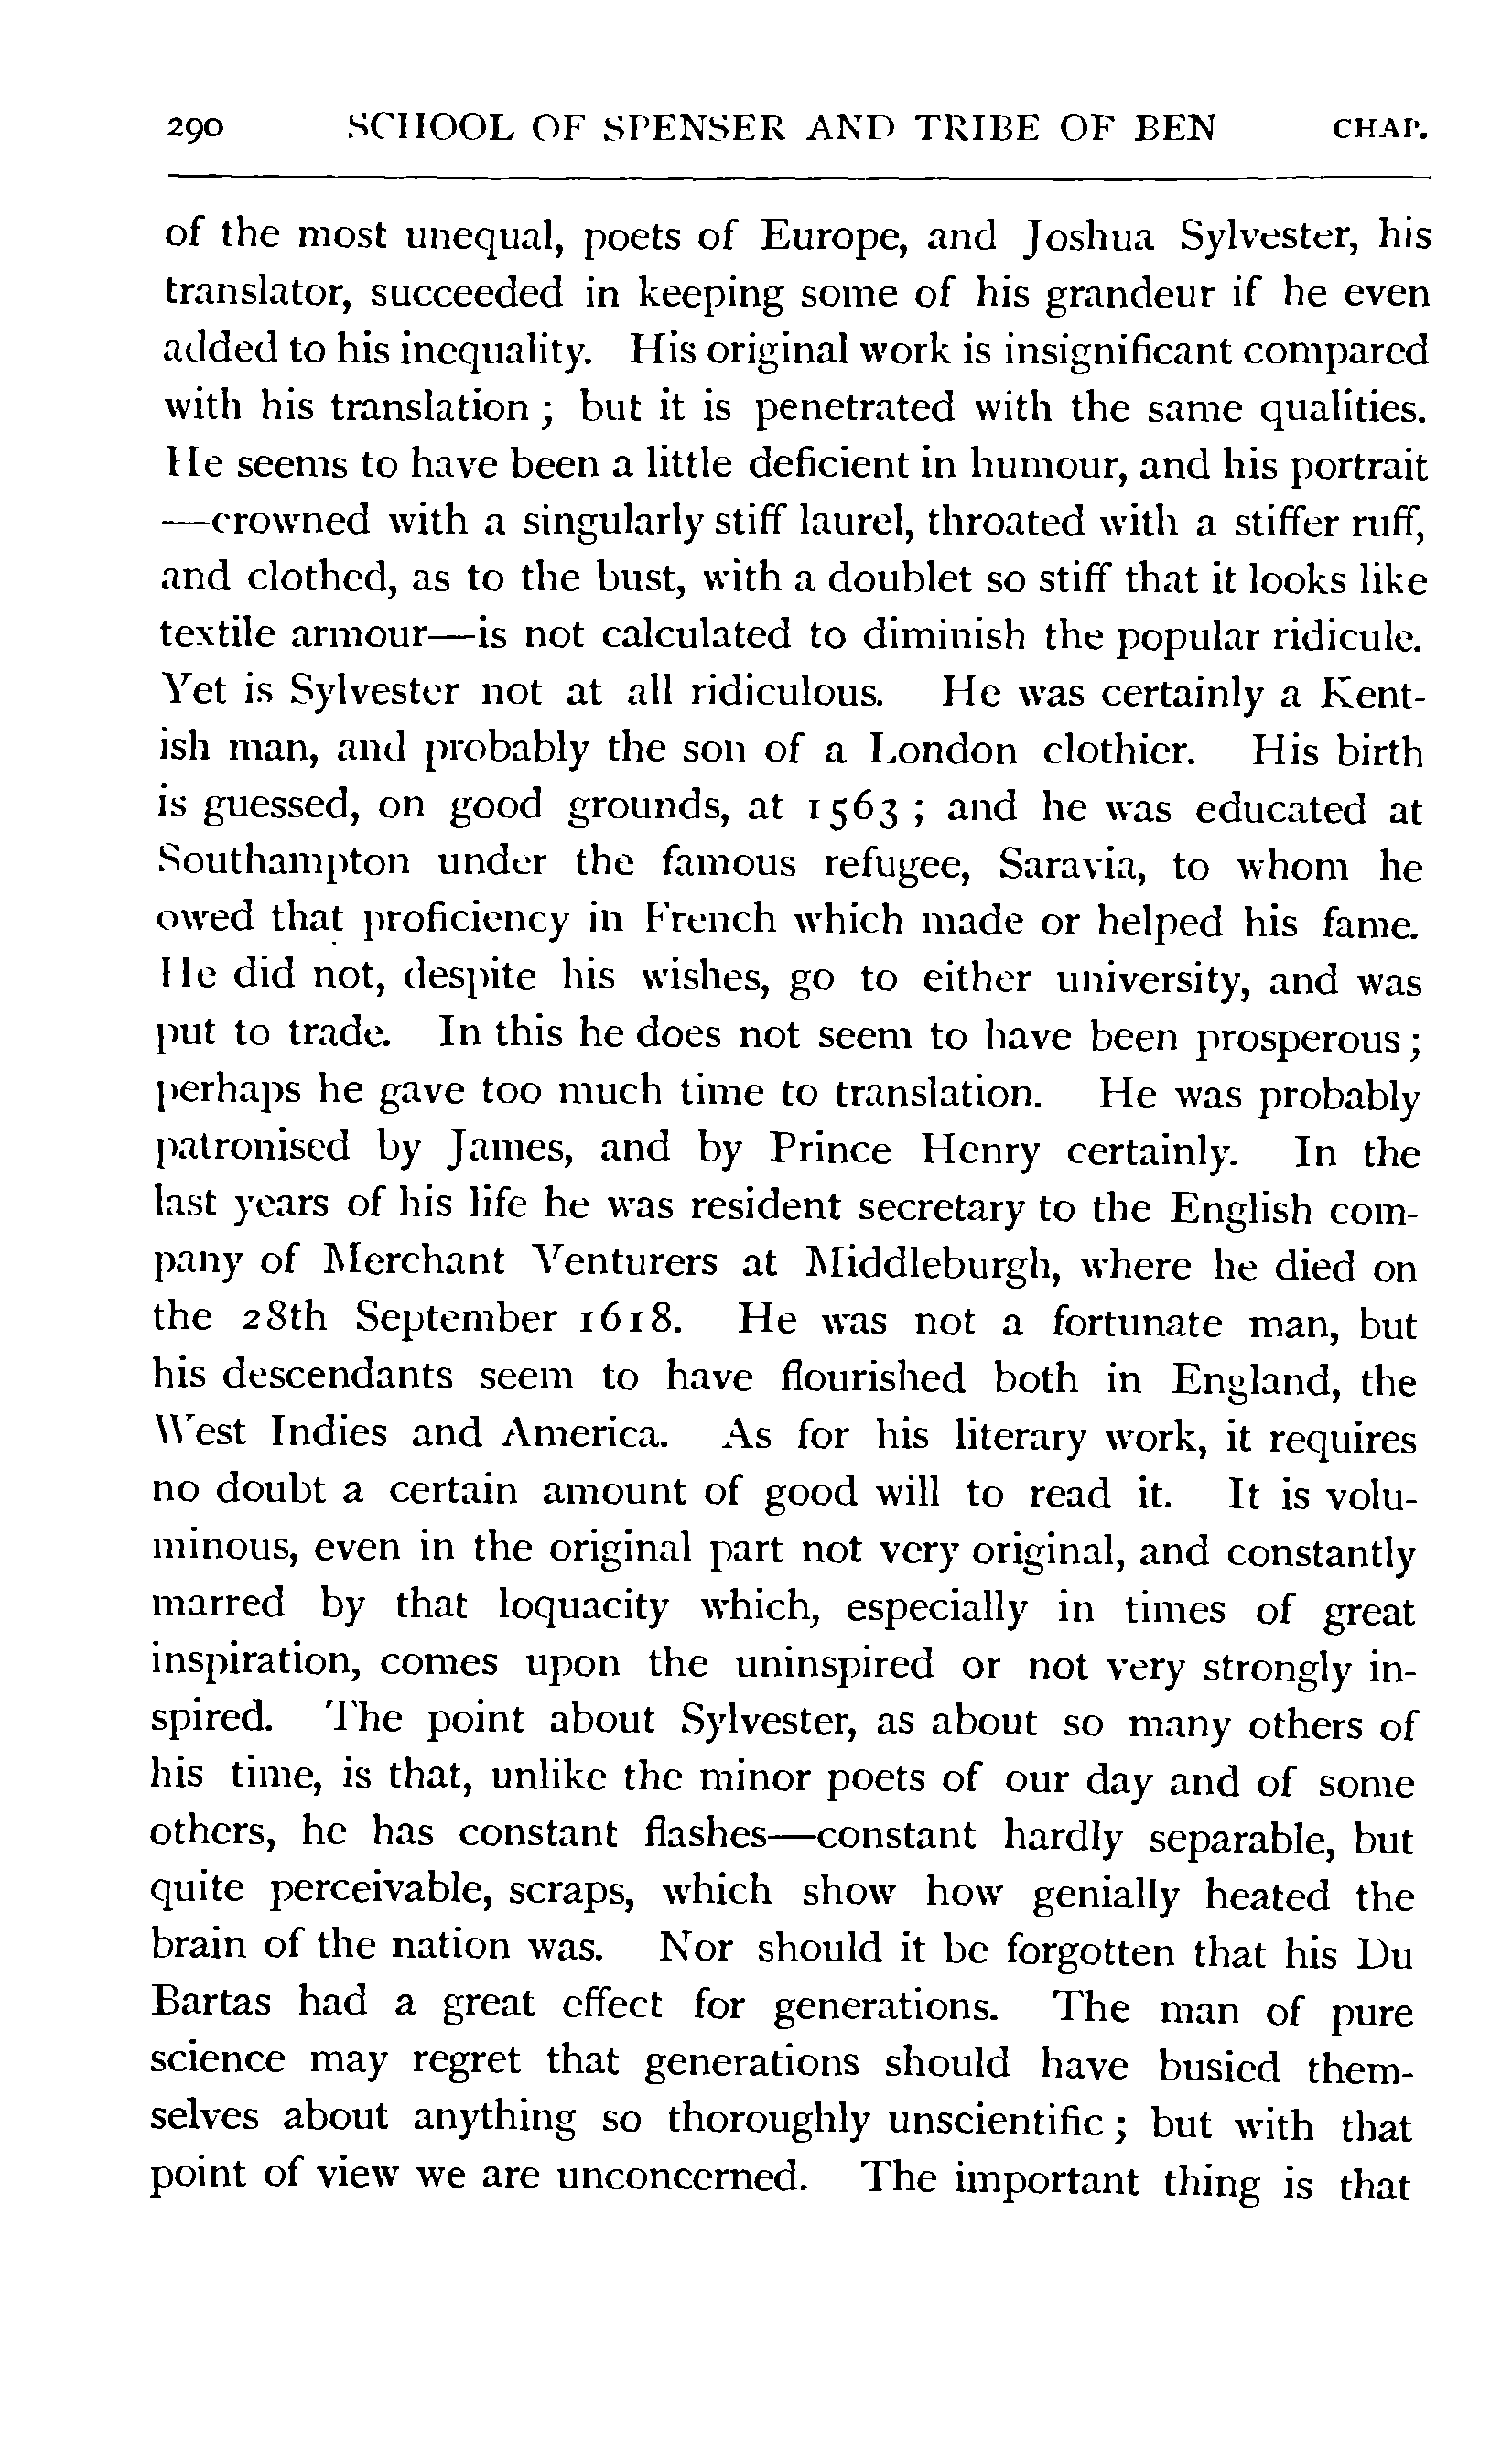 290 SCHOOL OF SPENSER AND TRIBE OF BEN CHAP.
of the most unequal, poets of Europe, and Joshua Sylvester, his
translator, succeeded in keeping some of his grandeur if he even
added to his inequality. His original work is insignificant compared
with his translation ; but it is penetrated with the same qualities.
He seems to have been a little deficient in humour, and his portrait
—crowned with a singularly stiff laurel, throated with a stiffer ruff,
and clothed, as to the bust, with a doublet so stiff that it looks like
textile armour—is not calculated to diminish the popular ridicule.
Yet is Sylvester not at all ridiculous. He was certainly a Kent-
ish man, and probably the son of a London clothier. His birth
is guessed, on good grounds, at 1563 ; and he was educated at
Southampton under the famous refugee, Saravia, to whom he
owed that proficiency in French which made or helped his fame.
He did not, despite his wishes, go to either university, and was
put to trade. In this he does not seem to have been prosperous ;
perhaps he gave too much time to translation. He was probably
patronised by James, and by Prince Henry certainly. In the
last years of his life he was resident secretary to the English com-
pany of Merchant Venturers at Middleburgh, where he died on
the 28th September 1618. He was not a fortunate man, but
his descendants seem to have flourished both in England, the
West Indies and America. As for his literary work, it requires
no doubt a certain amount of good will to read it. It is volu-
minous, even in the original part not very original, and constantly
marred by that loquacity which, especially in times of great
inspiration, comes upon the uninspired or not very strongly in-
spired. The point about Sylvester, as about so many others of
his time, is that, unlike the minor poets of our day and of some
others, he has constant flashes—constant hardly separable, but
quite perceivable, scraps, which show how genially heated the
brain of the nation was. Nor should it be forgotten that his Du
Bartas had a great effect for generations. The man of pure
science may regret that generations should have busied them-
selves about anything so thoroughly unscientific ; but with that
point of view we are unconcerned. The important thing is that